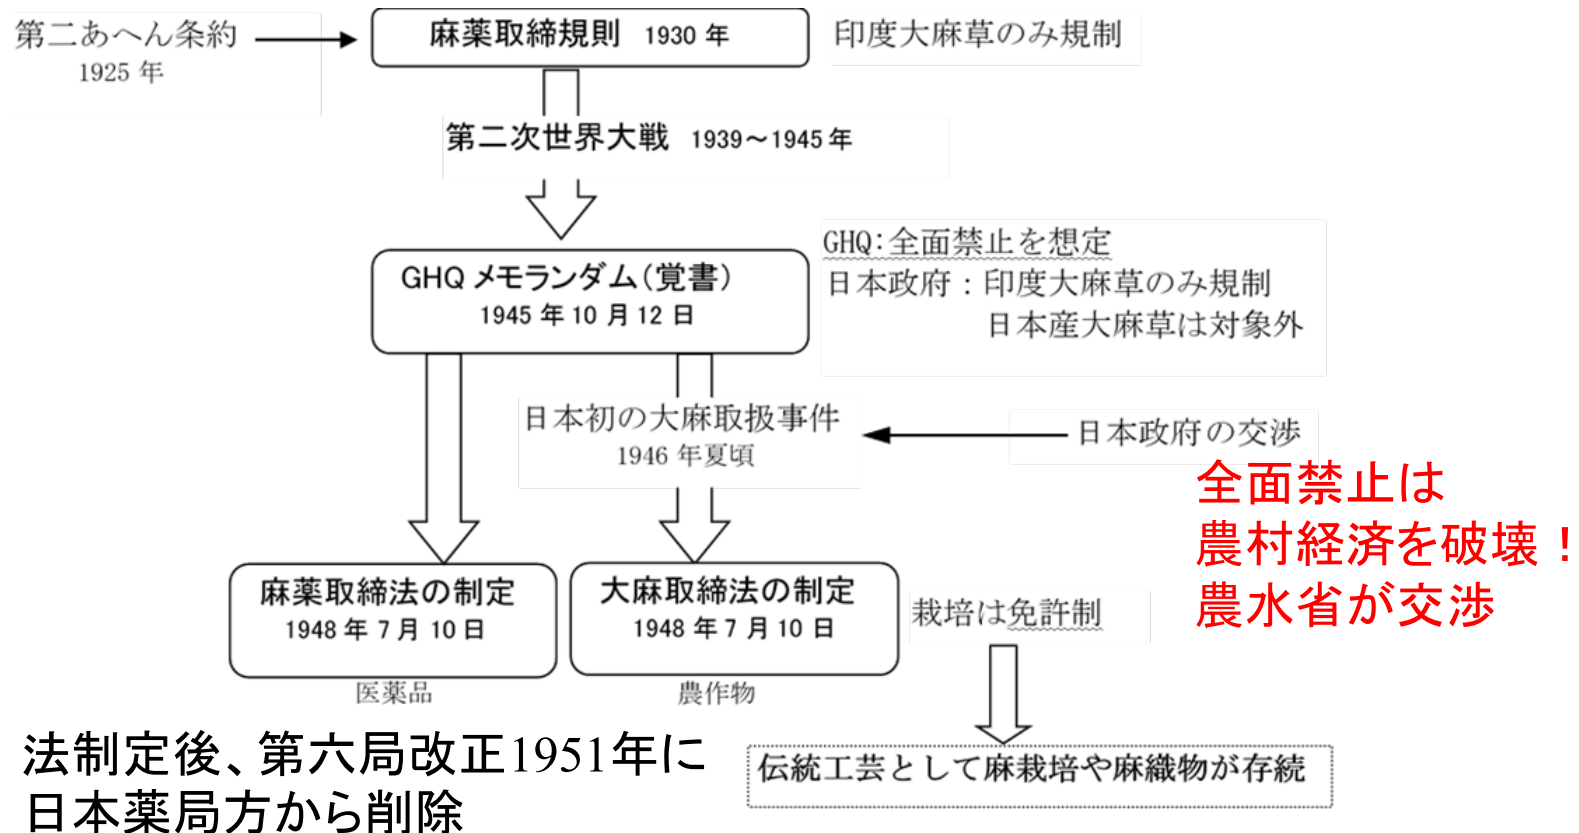 第二あへん条約
1925 年
麻薬取締規則 1930 年
印度大麻草のみ規制
第二次世界大戦 1939～1945 年
GHQ メモランダム（覚書）
1945 年 10 月 12 日
GHQ：全面禁止を想定
日本政府：印度大麻草のみ規制
日本産大麻草は対象外
日本初の大麻取扱事件
1946 年夏頃
日本政府の交渉
全面禁止は
農村経済を破壊！
農水省が交渉
麻薬取締法の制定
1948 年 7 月 10 日
医薬品
大麻取締法の制定
1948 年 7 月 10 日
農作物
栽培は免許制
伝統工芸として麻栽培や麻織物が存続
法制定後、第六局改正1951年に
日本薬局方から削除